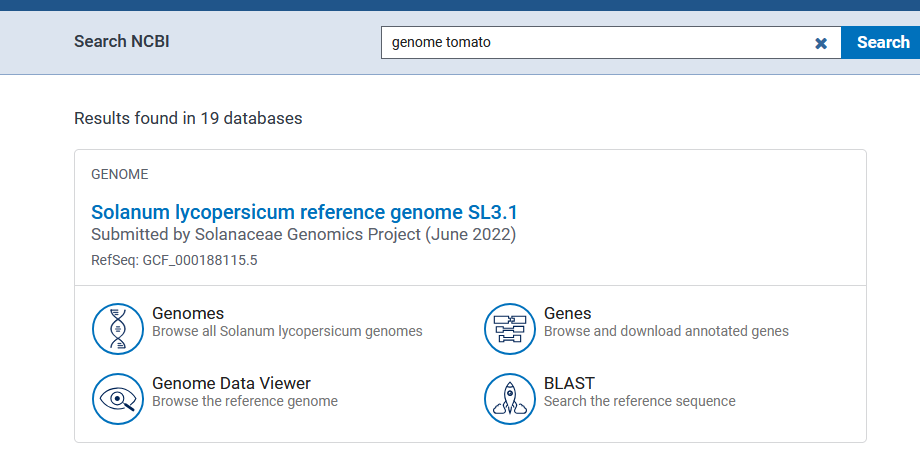 Search NCBI
genome tomato
Search
Results found in 19 databases
GENOME
Solanum lycopersicum reference genome SL3.1
Submitted by Solanaceae Genomics Project (June 2022)
RefSeq: GCF_000188115.5
Genomes
Browse all Solanum lycopersicum genomes
Genes
Browse and download annotated genes
Genome Data Viewer
Browse the reference genome
BLAST
Search the reference sequence